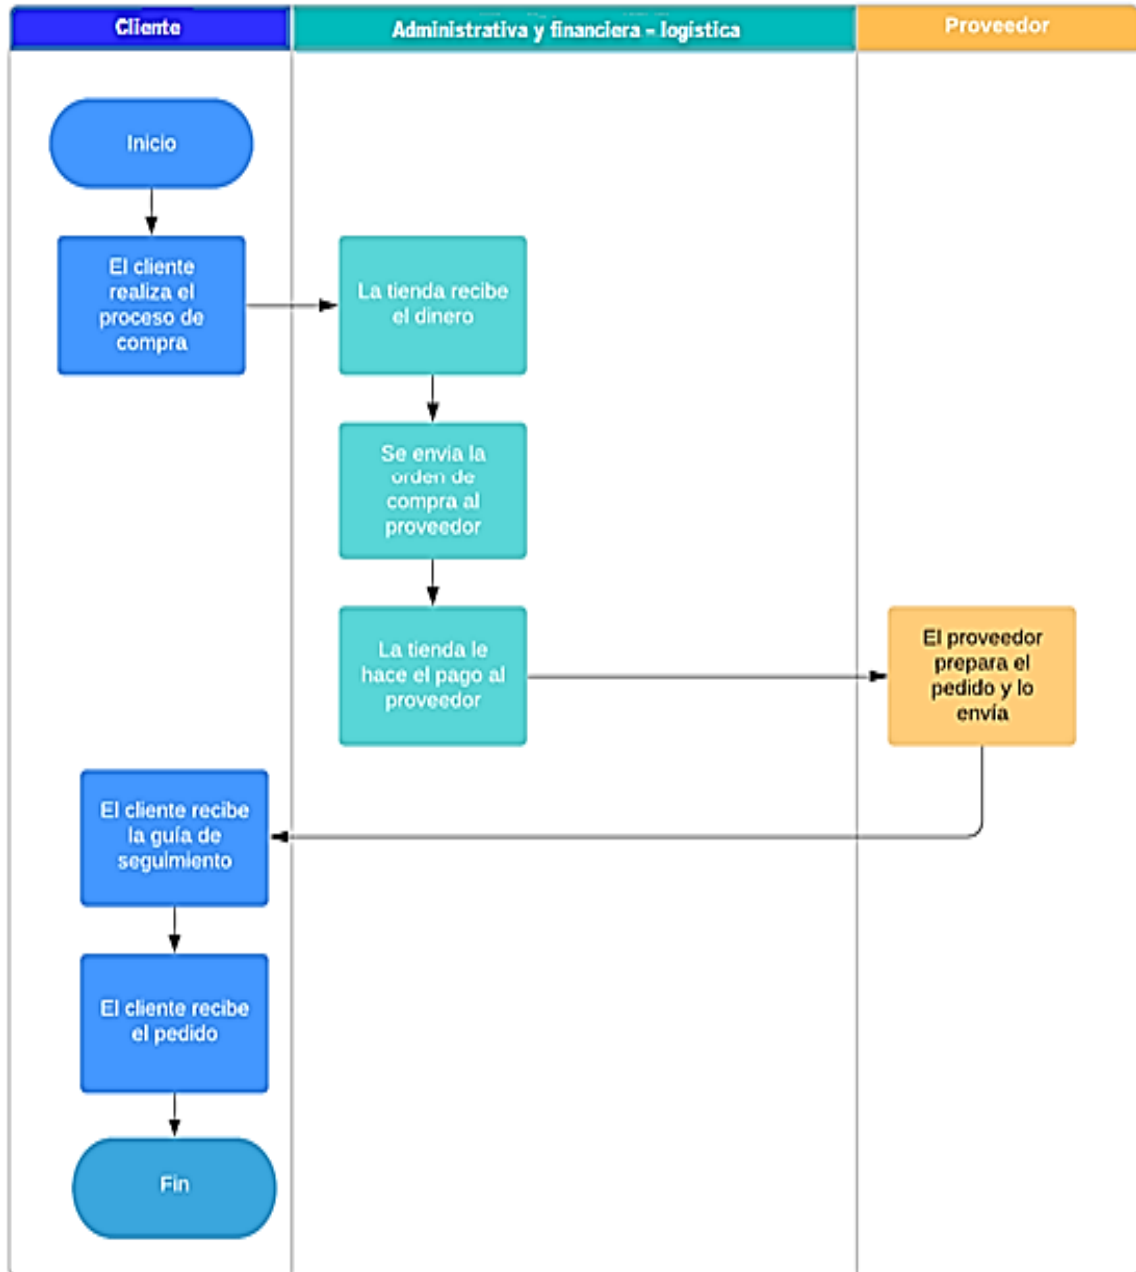 Cliente
Administrativa y financiera – logistica
Proveedor
Inicio
El cliente
realiza el
proceso de
compra
La tienda recibe
el dinero
Se envia la
orden de
compra al
proveedor
La tienda le
hace el pago al
proveedor
El proveedor
prepara el
pedido y lo
envía
El cliente recibe
la guía de
seguimiento
El cliente recibe
el pedido
Fin